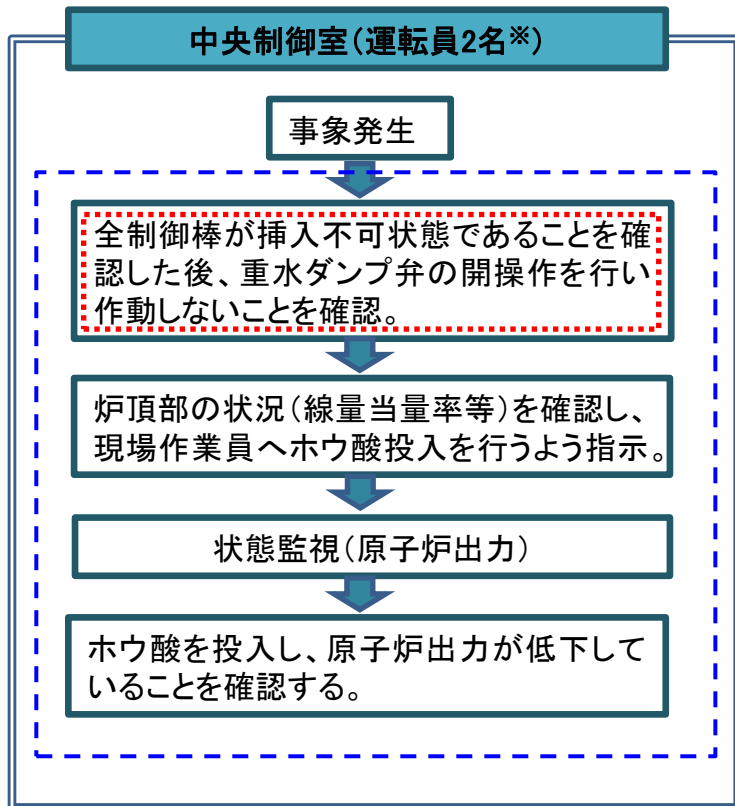 中央制御室(運転員2名※)
事象発生
全制御棒が挿入不可状態であることを確
認した後、重水ダンプ弁の開操作を行い
作動しないことを確認。
炉頂部の状況(線量当量率等)を確認し、
現場作業員へホウ酸投入を行うよう指示。
状態監視(原子炉出力)
ホウ酸を投入し、原子炉出力が低下して
いることを確認する。